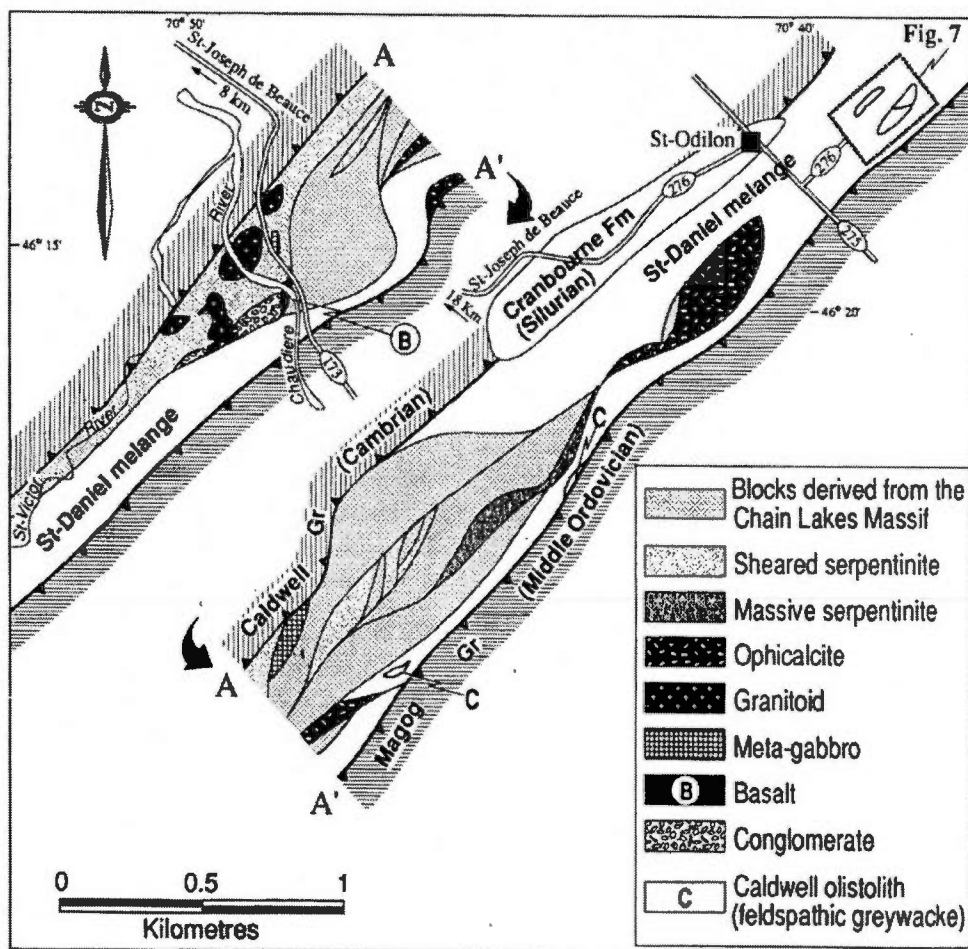 70° 50'
70° 40'
Fig. 7
A
St-Joseph de Beauce
8 km
N
A'
St-Odilon
276
276
275
River
46° 15'
St-Joseph de Beauce
18 Km
Cranbourne Fm
(Silurian)
St-Daniel melange
46° 20'
B
Chaudiere
173
River
St-Victor
St-Daniel melange
(Cambrian)
Gr
Caldwell
C
(Middle Ordovician)
Gr
Magog
A
C
A'
Blocks derived from the
Chain Lakes Massif
Sheared serpentinite
Massive serpentinite
Ophicalcite
Granitoid
Meta-gabbro
B Basalt
Conglomerate
C Caldwell olistolith
(feldspathic greywacke)
0 0.5 1
Kilometres